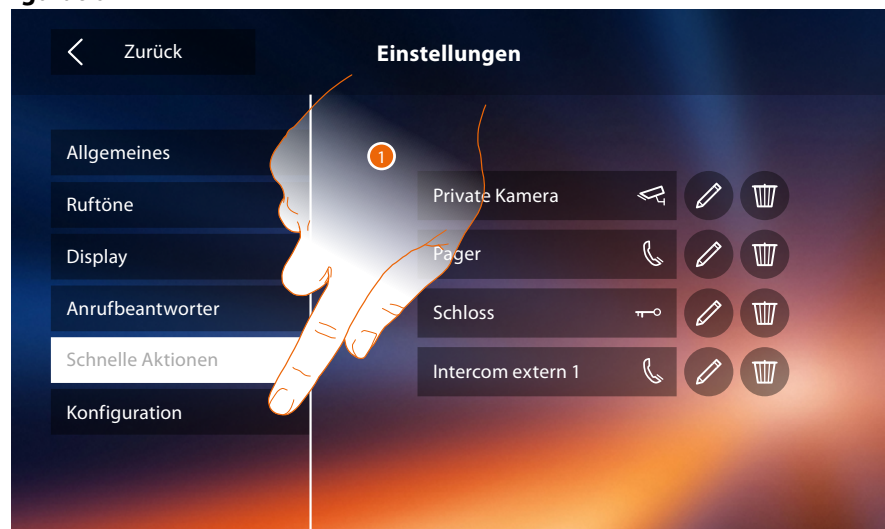 Zurück
Einstellungen
Allgemeines
Ruftöne
Display
Anrufbeantworter
Schnelle Aktionen
Konfiguration
1
Private Kamera
Pager
Schloss
Intercom extern 1